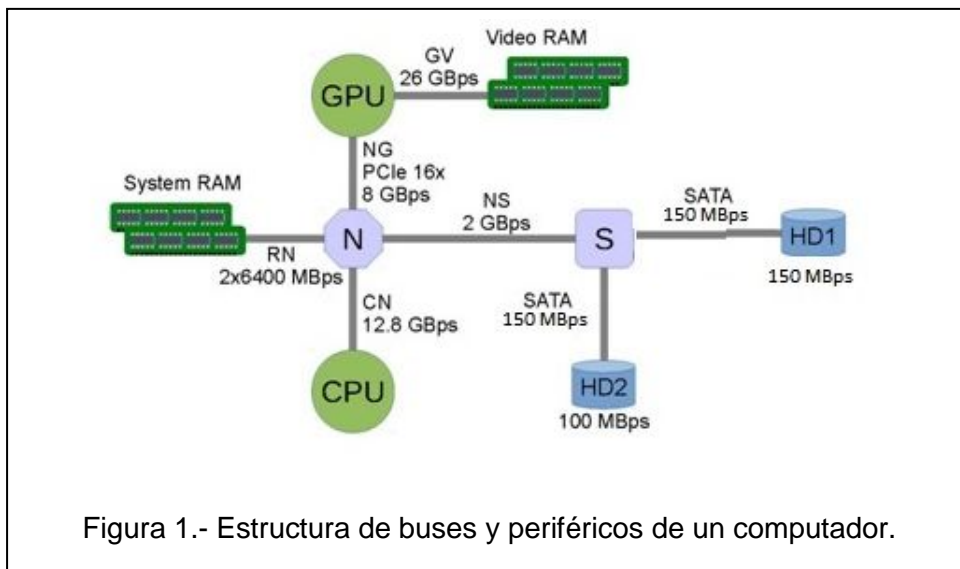 Video RAM
GV
26 GBps
GPU
NG
PCIe 16x
8 GBps
System RAM
NS
2 GBps
SATA
150 MBps
N
S
HD1
RN
2x6400 MBps
150 MBps
CN
12.8 GBps
SATA
150 MBps
CPU
HD2
100 MBps
Figura 1.- Estructura de buses y periféricos de un computador.